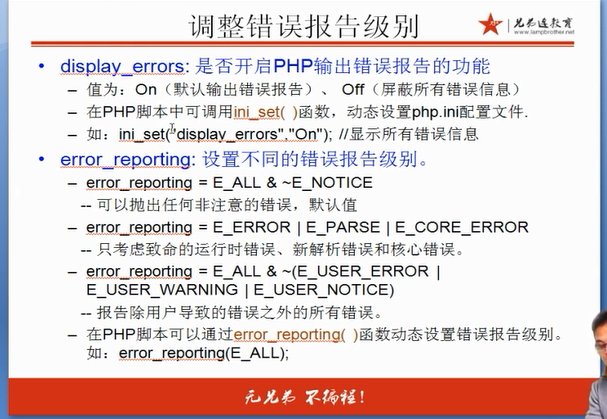 调整错误报告级别
兄弟连教育
www.lampbrother.net
• display_errors: 是否开启PHP输出错误报告的功能
– 值为：On（默认输出错误报告）、 Off（屏蔽所有错误信息）
– 在PHP脚本中可调用ini_set( )函数，动态设置php.ini配置文件.
– 如：ini_set("display_errors","On"); //显示所有错误信息
• error_reporting: 设置不同的错误报告级别。
– error_reporting = E_ALL & ~E_NOTICE
-- 可以抛出任何非注意的错误，默认值
– error_reporting = E_ERROR | E_PARSE | E_CORE_ERROR
-- 只考虑致命的运行时错误、新解析错误和核心错误。
– error_reporting = E_ALL & ~(E_USER_ERROR |
E_USER_WARNING | E_USER_NOTICE)
-- 报告除用户导致的错误之外的所有错误。
– 在PHP脚本可以通过error_reporting( )函数动态设置错误报告级别。
如：error_reporting(E_ALL);
无兄弟 不编程！